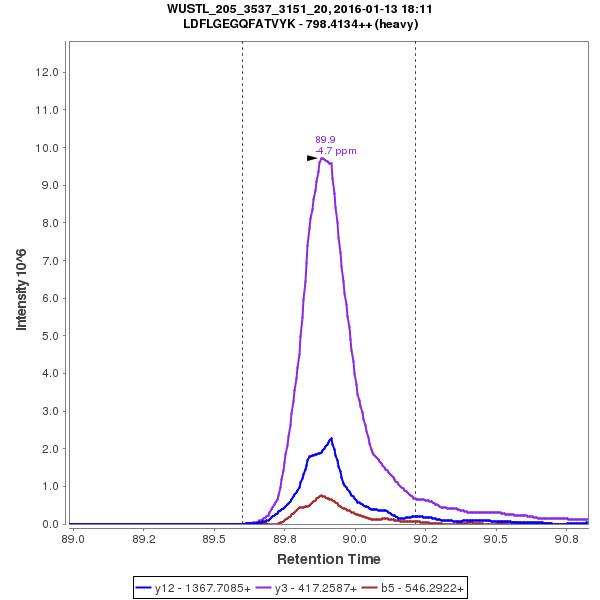 WUSTL_205_3537_3151_20, 2016-01-13 18:11
LDFLGEGQFATVYK - 798.4134++ (heavy)
Intensity 10^6
12.0
11.0
10.0
9.0
8.0
7.0
6.0
5.0
4.0
3.0
2.0
1.0
0.0
89.9
-4.7 ppm
89.0
89.2
89.5
89.8
90.0
90.2
90.5
90.8
Retention Time
y12 - 1367.7085+
y3 - 417.2587+
b5 - 546.2922+